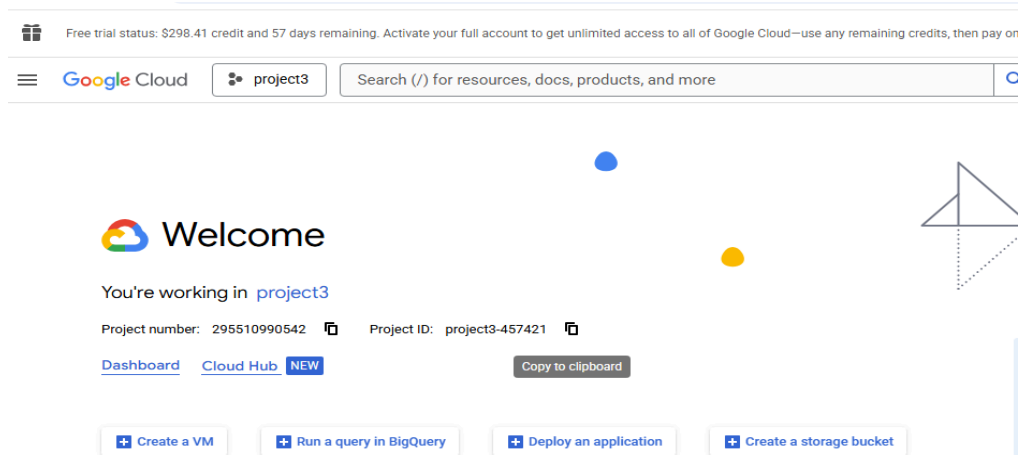 Free trial status: $298.41 credit and 57 days remaining. Activate your full account to get unlimited access to all of Google Cloud—use any remaining credits, then pay on
Google Cloud project3 Search (/) for resources, docs, products, and more
Welcome
You're working in project3
Project number: 295510990542 Project ID: project3-457421
Dashboard Cloud Hub NEW Copy to clipboard
Create a VM Run a query in BigQuery Deploy an application Create a storage bucket